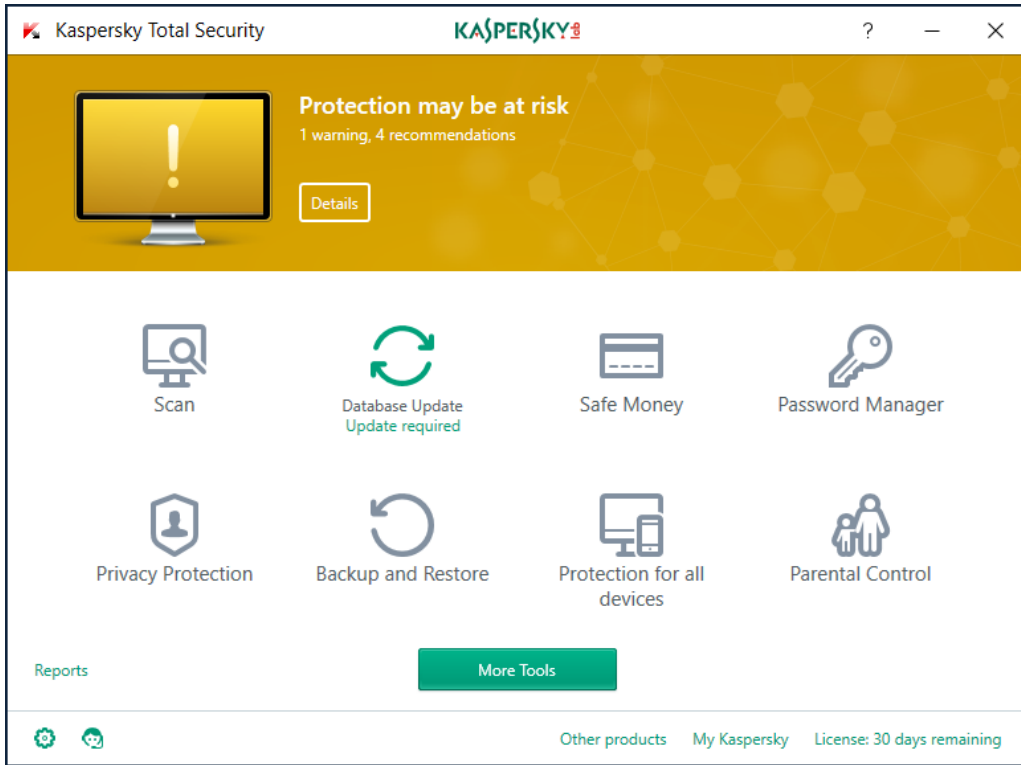 Kaspersky Total Security
KASPERSKY lab
?
Protection may be at risk
1 warning, 4 recommendations
Details
Scan
Database Update
Update required
Safe Money
Password Manager
Privacy Protection
Backup and Restore
Protection for all
devices
Parental Control
Reports
More Tools
Other products
My Kaspersky
License: 30 days remaining